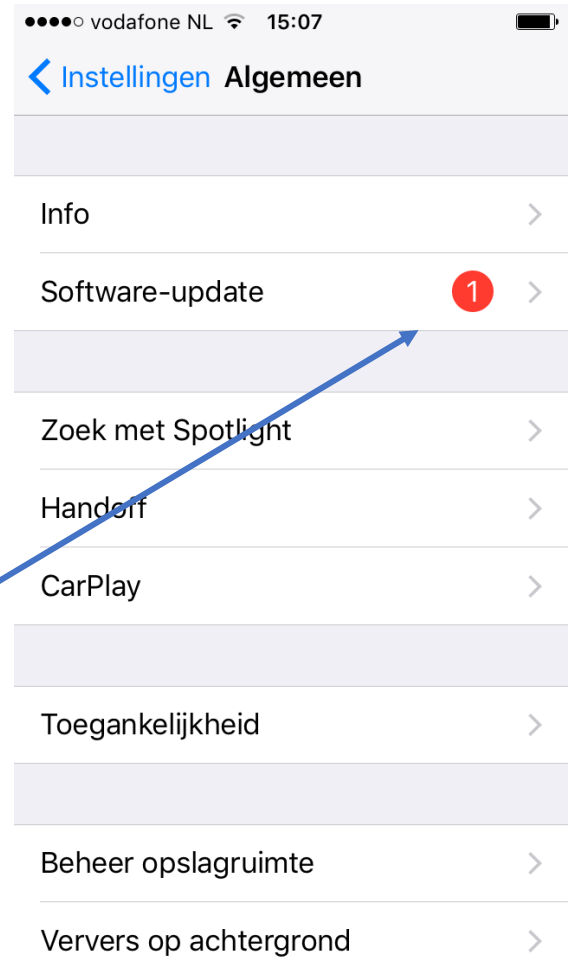 vodafone NL 15:07
Instellingen Algemeen
Info
Software-update 1
Zoek met Spotlight
Handoff
CarPlay
Toegankelijkheid
Beheer opslagruimte
Ververs op achtergrond